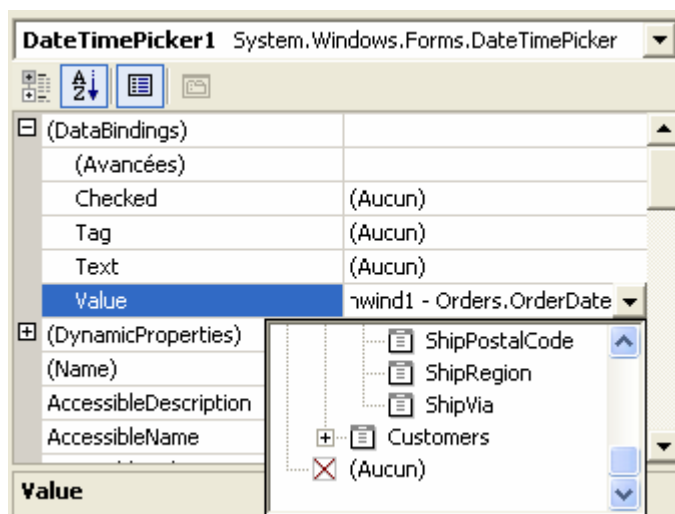 DateTimePicker1 System.Windows.Forms.DateTimePicker
(DataBindings)
(Avancées)
Checked (Aucun)
Tag (Aucun)
Text (Aucun)
Value nwind1 - Orders.OrderDate
(DynamicProperties)
(Name)
AccessibleDescription
AccessibleName
ShipPostalCode
ShipRegion
ShipVia
Customers
(Aucun)
Value